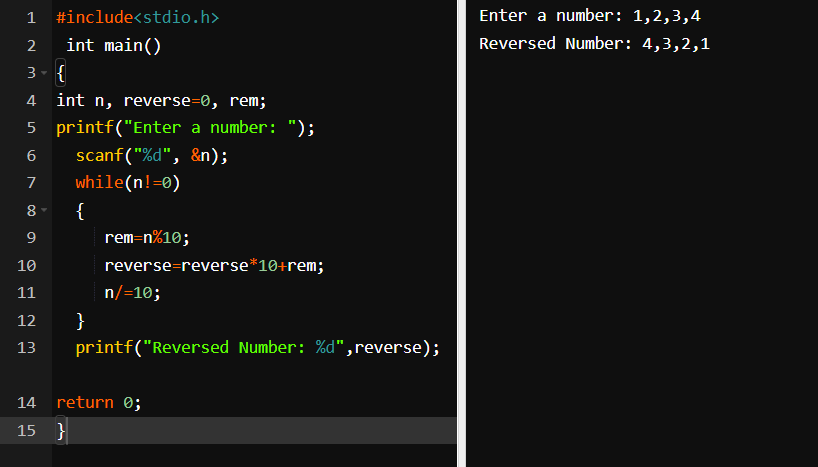 1 #include<stdio.h>
2 int main()
3 {
4 int n, reverse=0, rem;
5 printf("Enter a number: ");
6 scanf("%d", &n);
7 while(n!=0)
8 {
9 rem=n%10;
10 reverse=reverse*10+rem;
11 n/=10;
12 }
13 printf("Reversed Number: %d",reverse);
14 return 0;
15 }
Enter a number: 1,2,3,4
Reversed Number: 4,3,2,1